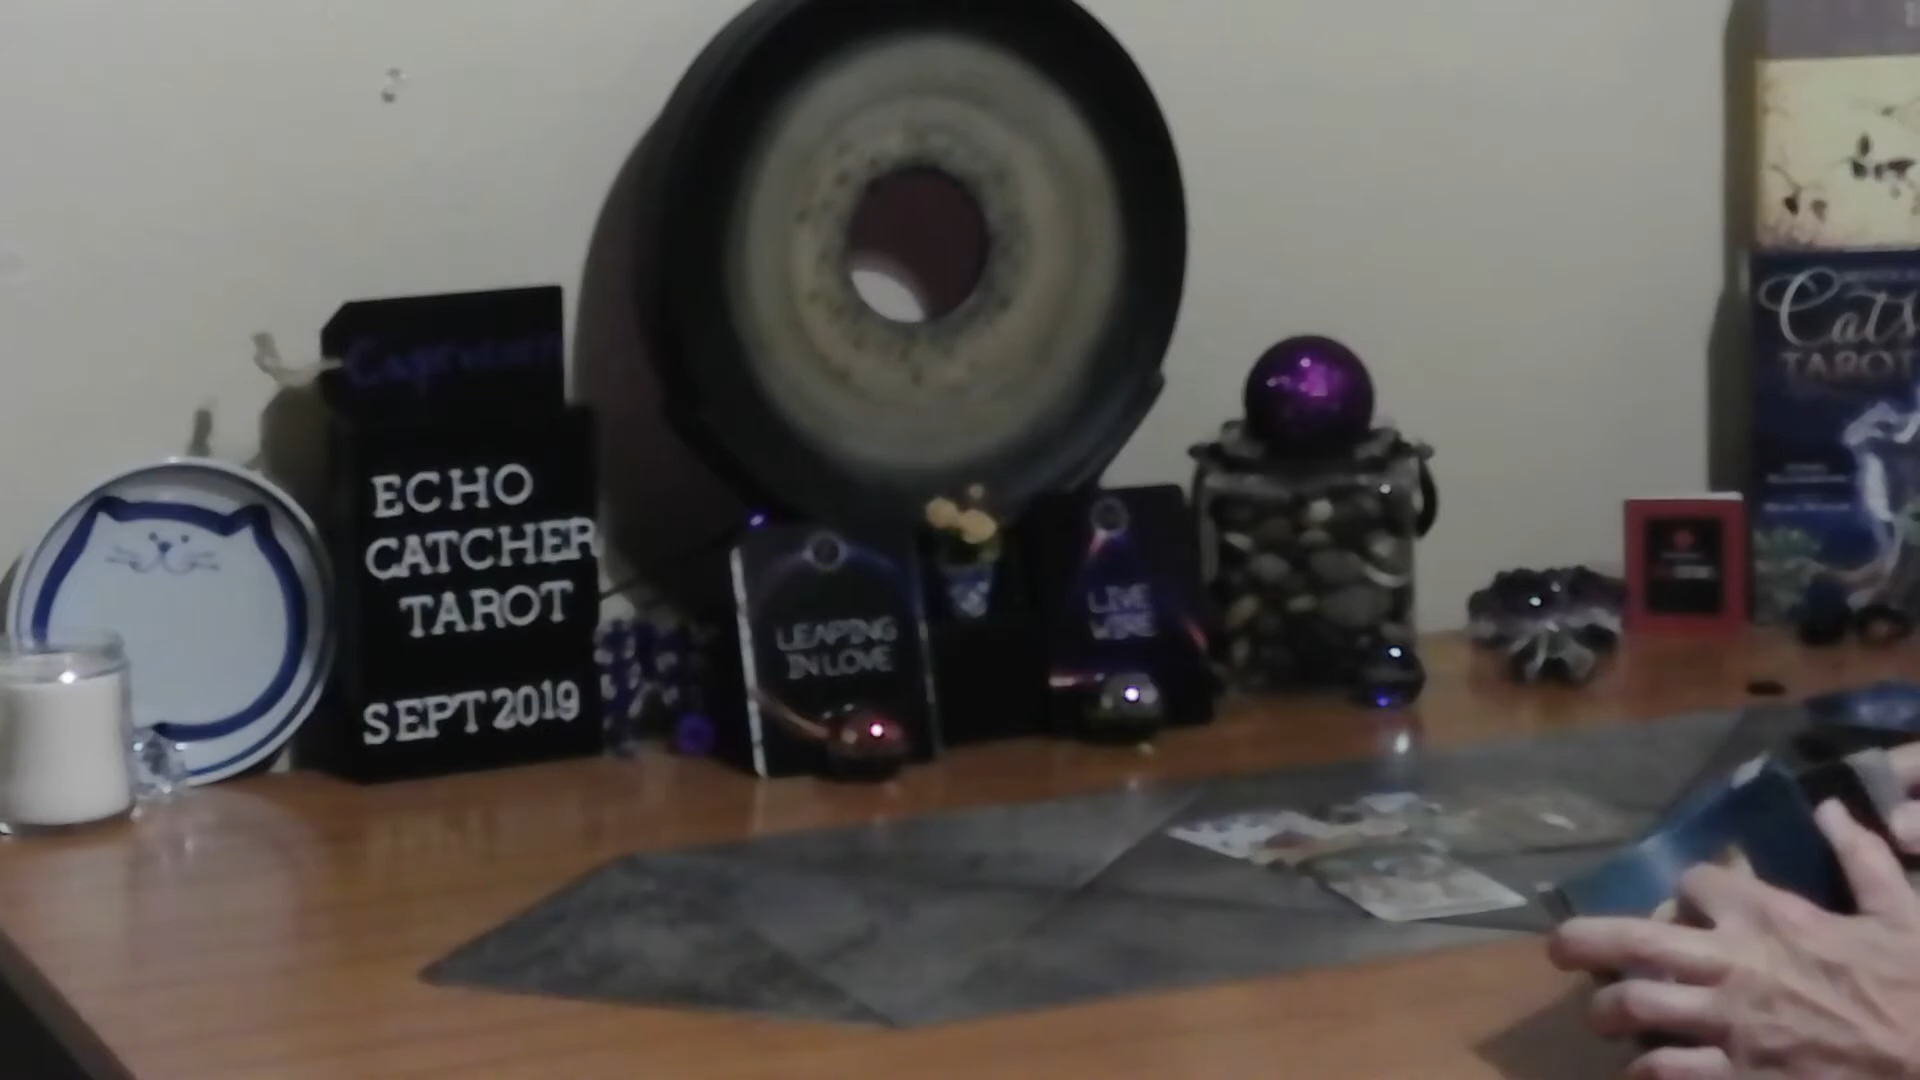 Capricorn
ECHO
CATCHER
TAROT
SEPT 2019
LEAPING
IN LOVE
LIVE
WIRE
Cats
TAROT